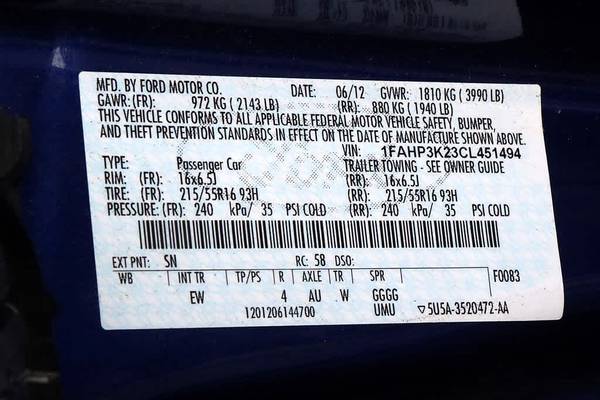 MFD. BY FORD MOTOR CO. DATE: 06/12 GVWR: 1810 KG ( 3990 LB)
GAWR: (FR): 972 KG ( 2143 LB) (RR): 880 KG ( 1940 LB)
THIS VEHICLE CONFORMS TO ALL APPLICABLE FEDERAL MOTOR VEHICLE SAFETY, BUMPER,
AND THEFT PREVENTION STANDARDS IN EFFECT ON THE DATE OF MANUFACTURE SHOWN ABOVE.
VIN: 1FAHP3K23CL451494
TYPE: Passenger Car TRAILER TOWING - SEE OWNER GUIDE
RIM: (FR): 16x6.5J (RR): 16x6.5J
TIRE: (FR): 215/55R16 93H (RR): 215/55R16 93H
PRESSURE: (FR): 240 kPa/ 35 PSI COLD (RR): 240 kPa/ 35 PSI COLD
EXT PNT: SN RC: 58 DSO:
WB INT TR TP/PS R AXLE TR SPR F0083
EW 4 AU W GGGG
1201206144700 UMU ▽5U5A-3520472-AA